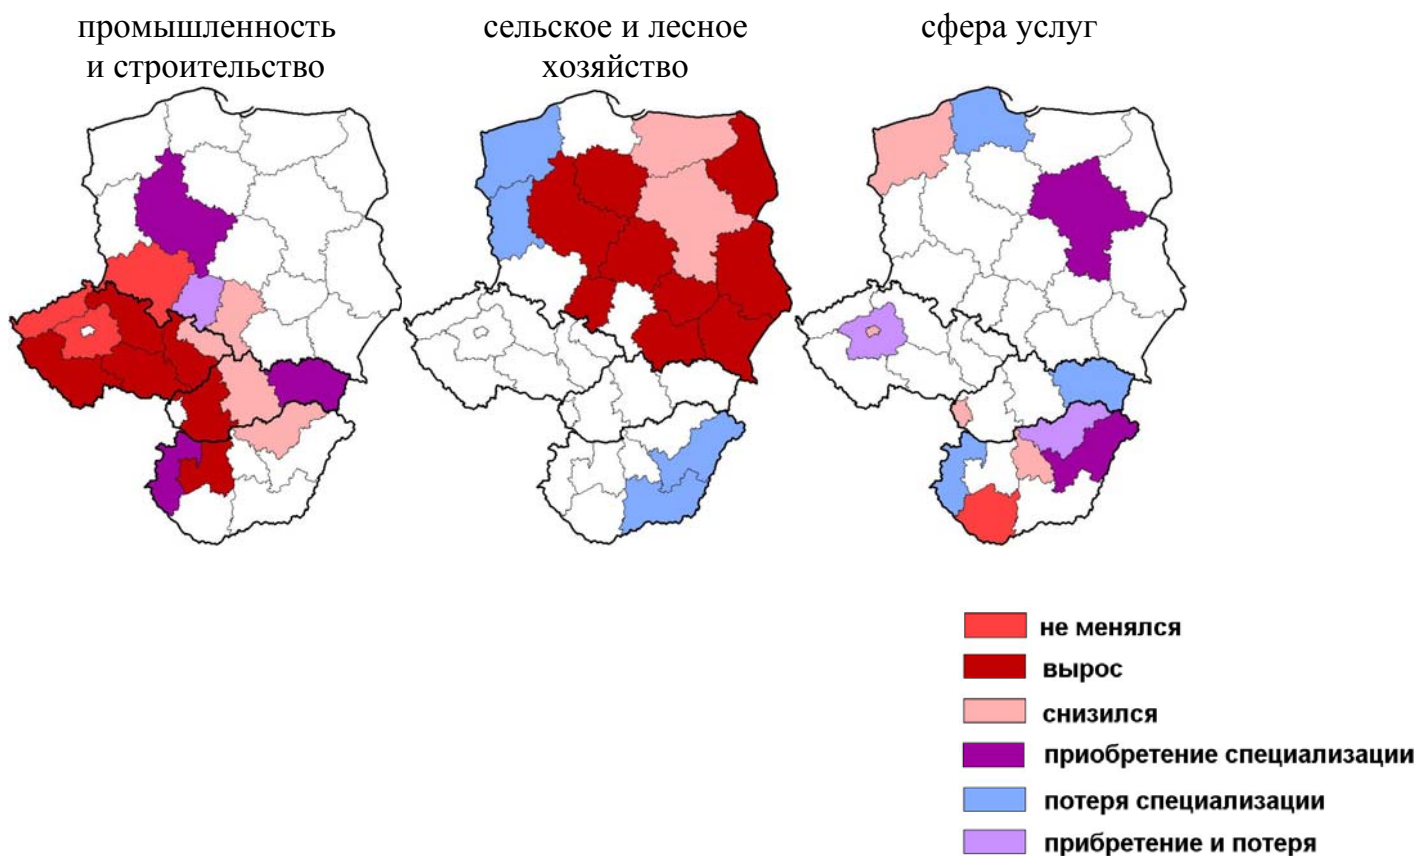 промышленность
и строительство
сельское и лесное
хозяйство
сфера услуг
не менялся
вырос
снизился
приобретение специализации
потеря специализации
прибретение и потеря